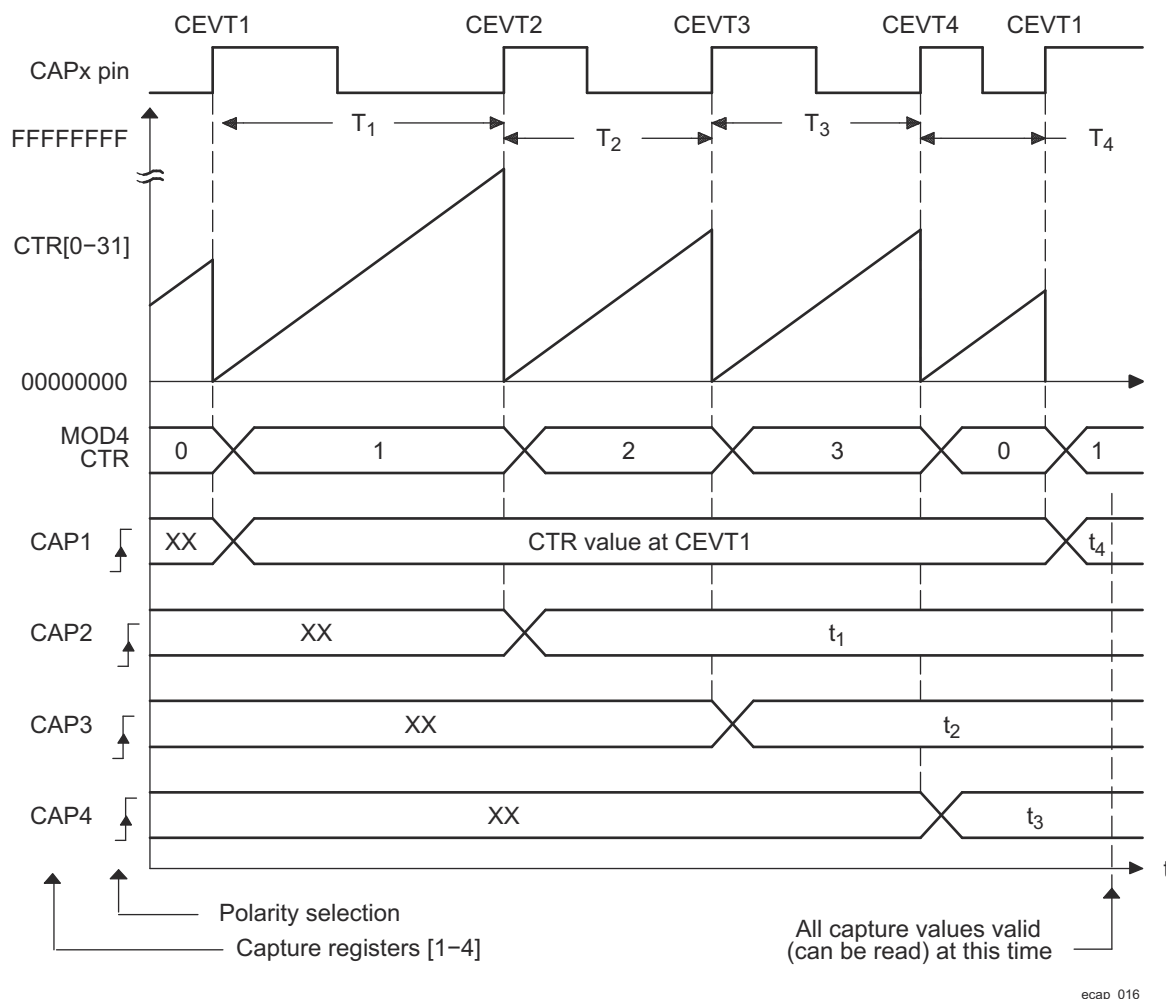 CEVT1 CEVT2 CEVT3 CEVT4 CEVT1
CAPx pin
T1 T2 T3 T4
FFFFFFFF
CTR[0−31]
00000000
MOD4
CTR
0 1 2 3 0 1
CAP1 XX CTR value at CEVT1 t4
CAP2 XX t1
CAP3 XX t2
CAP4 XX t3
t
Polarity selection
Capture registers [1−4]
All capture values valid
(can be read) at this time
ecap_016